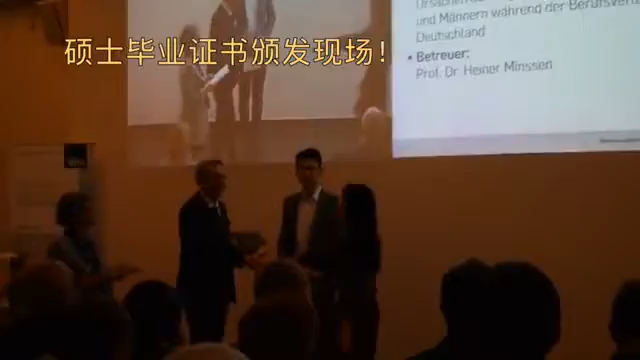 硕士毕业证书颁发现场！
und Männern während der
Deutschland
• Betreuer:
Prof. Dr. Heiner Minssen